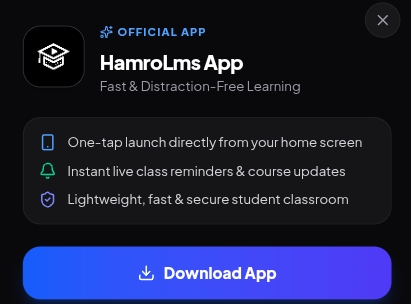 OFFICIAL APP
HamroLms App
Fast & Distraction-Free Learning
One-tap launch directly from your home screen
Instant live class reminders & course updates
Lightweight, fast & secure student classroom
Download App